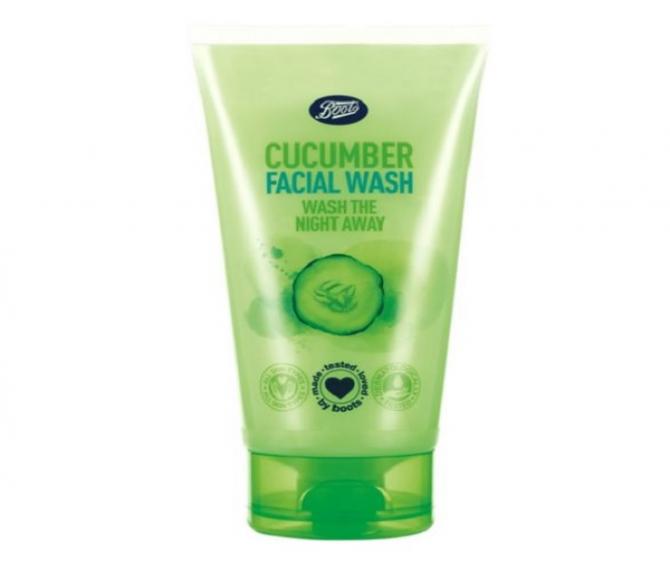 Boots
CUCUMBER
FACIAL WASH
WASH THE
NIGHT AWAY
made · tested · loved
by boots